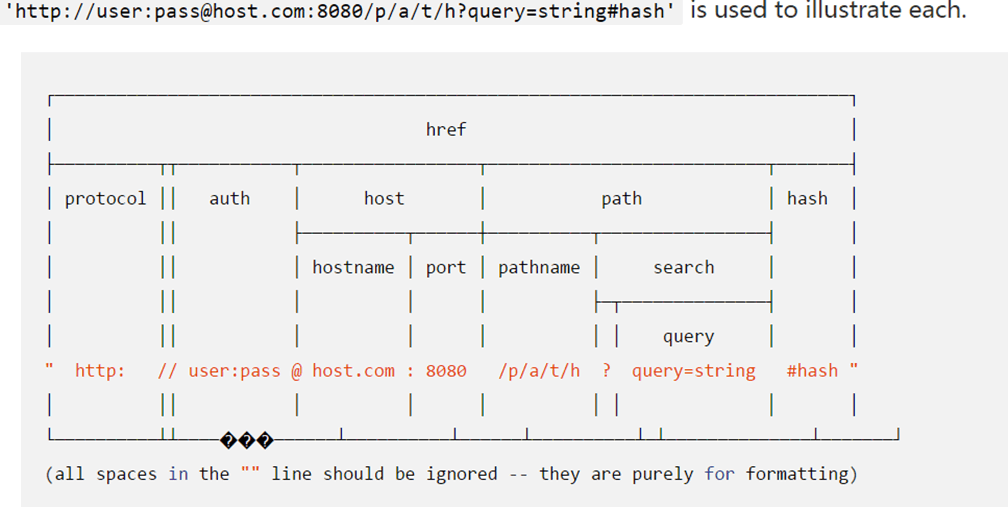 'http://user:pass@host.com:8080/p/a/t/h?query=string#hash' is used to illustrate each.
href
protocol auth host path hash
hostname port pathname search
query
" http: // user:pass @ host.com : 8080 /p/a/t/h ? query=string #hash "
���
(all spaces in the "" line should be ignored -- they are purely for formatting)